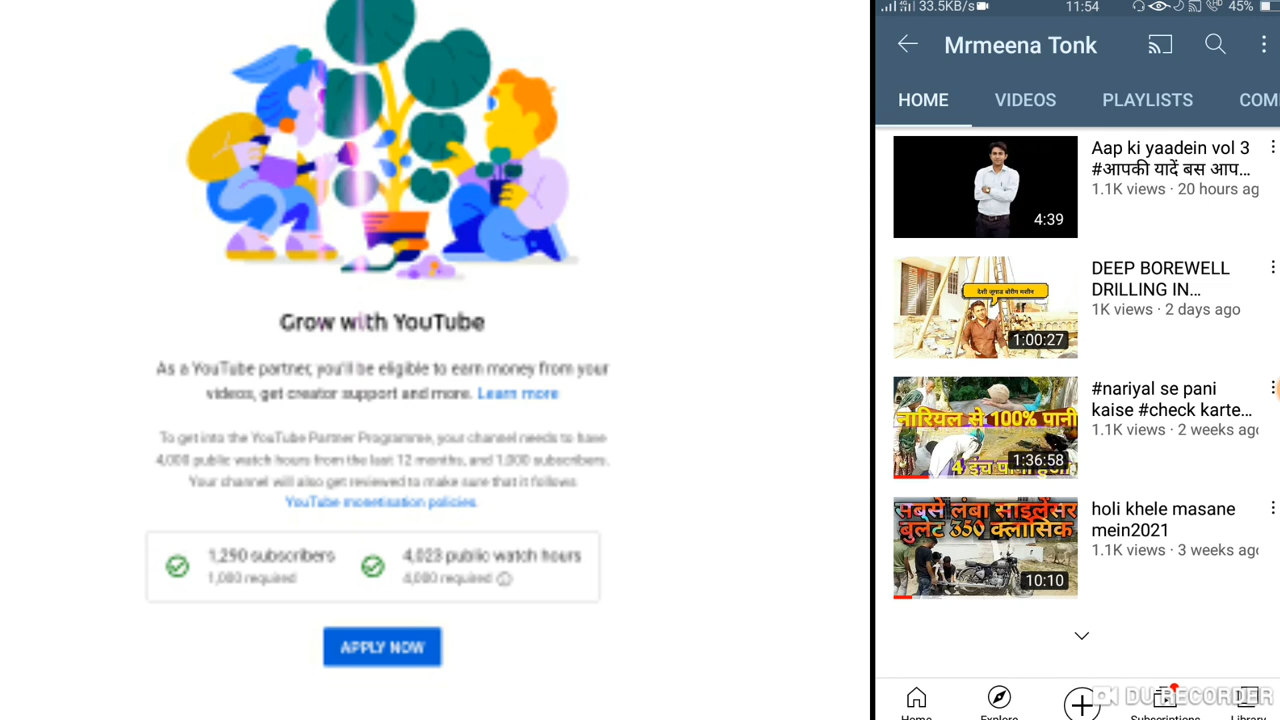 Grow with YouTube
As a YouTube partner, you'll be eligible to earn money from your
videos, get creator support and more. Learn more
To get into the YouTube Partner Programme, your channel needs to have
4,000 public watch hours from the last 12 months, and 1,000 subscribers.
Your channel will also get reviewed to make sure that it follows
YouTube monetisation policies.
1,290 subscribers
1,000 required
4,023 public watch hours
4,000 required
APPLY NOW
33.5KB/s
11:54
45%
Mrmeena Tonk
HOME VIDEOS PLAYLISTS COM
4:39
Aap ki yaadein vol 3
#आपकी यादें बस आप...
1.1K views · 20 hours ag
देशी जुगाड बोरिंग मशीन
1:00:27
DEEP BOREWELL
DRILLING IN...
1K views · 2 days ago
नारियल से 100% पानी
4 इंच पानी
1:36:58
#nariyal se pani
kaise #check karte...
1.1K views · 2 weeks ago
सबसे लंबा साइलेंसर
बुलेट 350 क्लासिक
10:10
holi khele masane
mein2021
1.1K views · 3 weeks ago
Home Explore Subscriptions Library
DU RECORDER